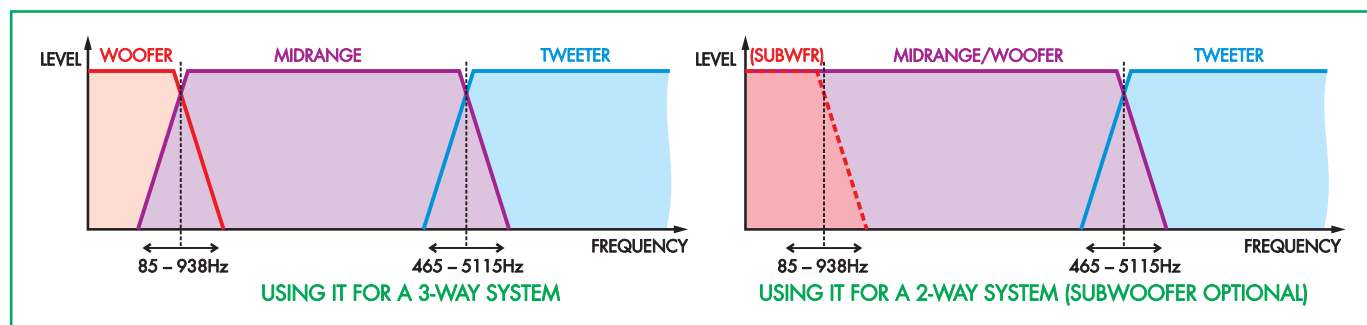 LEVEL
WOOFER
MIDRANGE
TWEETER
FREQUENCY
85 – 938Hz
465 – 5115Hz
USING IT FOR A 3-WAY SYSTEM
LEVEL
(SUBWFR)
MIDRANGE/WOOFER
TWEETER
FREQUENCY
85 – 938Hz
465 – 5115Hz
USING IT FOR A 2-WAY SYSTEM (SUBWOOFER OPTIONAL)